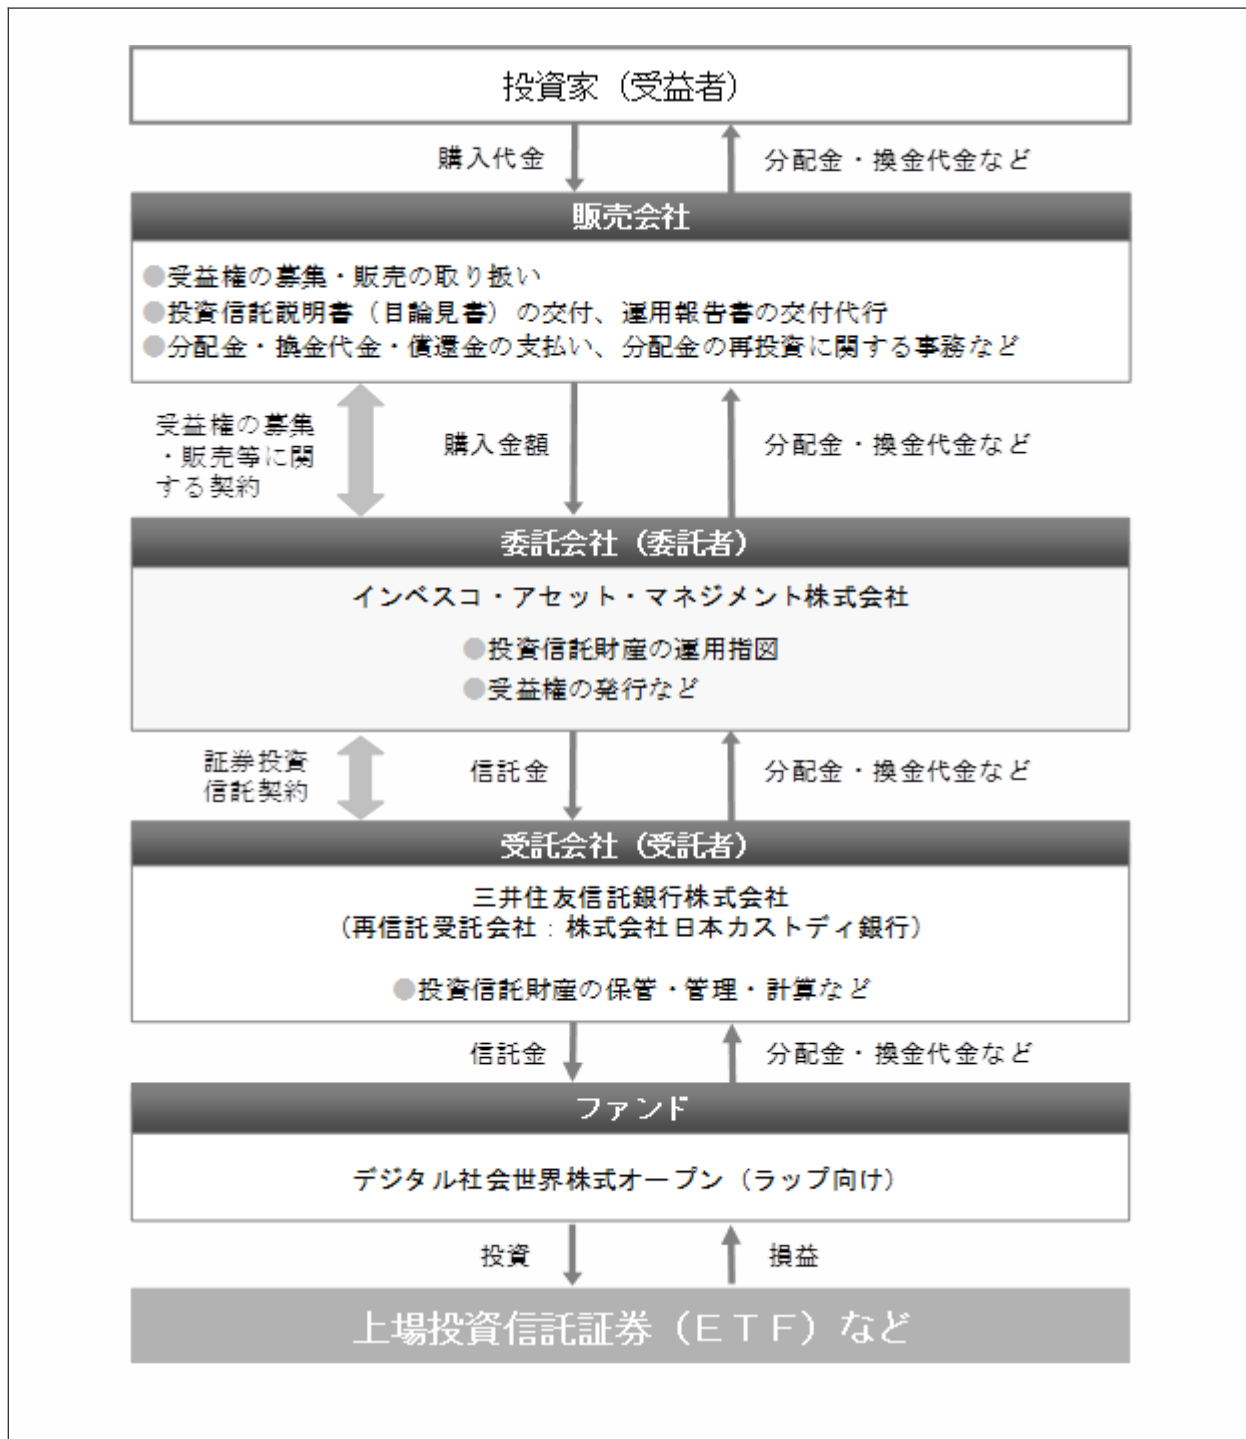 投資家（受益者）
購入代金
分配金・換金代金など
販売会社
●受益権の募集・販売の取り扱い
●投資信託説明書（目論見書）の交付、運用報告書の交付代行
●分配金・換金代金・償還金の支払い、分配金の再投資に関する事務など
受益権の募集
・販売等に関
する契約
購入金額
分配金・換金代金など
委託会社（委託者）
インベスコ・アセット・マネジメント株式会社
●投資信託財産の運用指図
●受益権の発行など
証券投資
信託契約
信託金
分配金・換金代金など
受託会社（受託者）
三井住友信託銀行株式会社
（再信託受託会社：株式会社日本カストディ銀行）
●投資信託財産の保管・管理・計算など
信託金
分配金・換金代金など
ファンド
デジタル社会世界株式オープン（ラップ向け）
投資
損益
上場投資信託証券（ＥＴＦ）など